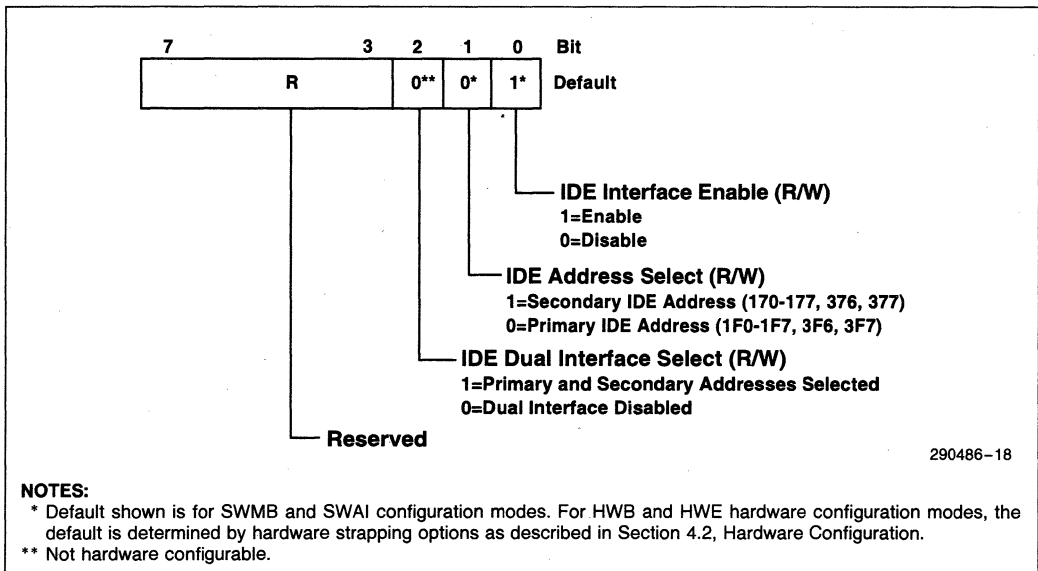 7 3 2 1 0 Bit
R 0** 0* 1* Default
IDE Interface Enable (R/W)
1=Enable
0=Disable
IDE Address Select (R/W)
1=Secondary IDE Address (170-177, 376, 377)
0=Primary IDE Address (1F0-1F7, 3F6, 3F7)
IDE Dual Interface Select (R/W)
1=Primary and Secondary Addresses Selected
0=Dual Interface Disabled
Reserved
290486–18
NOTES:
* Default shown is for SWMB and SWAI configuration modes. For HWB and HWE hardware configuration modes, the
default is determined by hardware strapping options as described in Section 4.2, Hardware Configuration.
** Not hardware configurable.